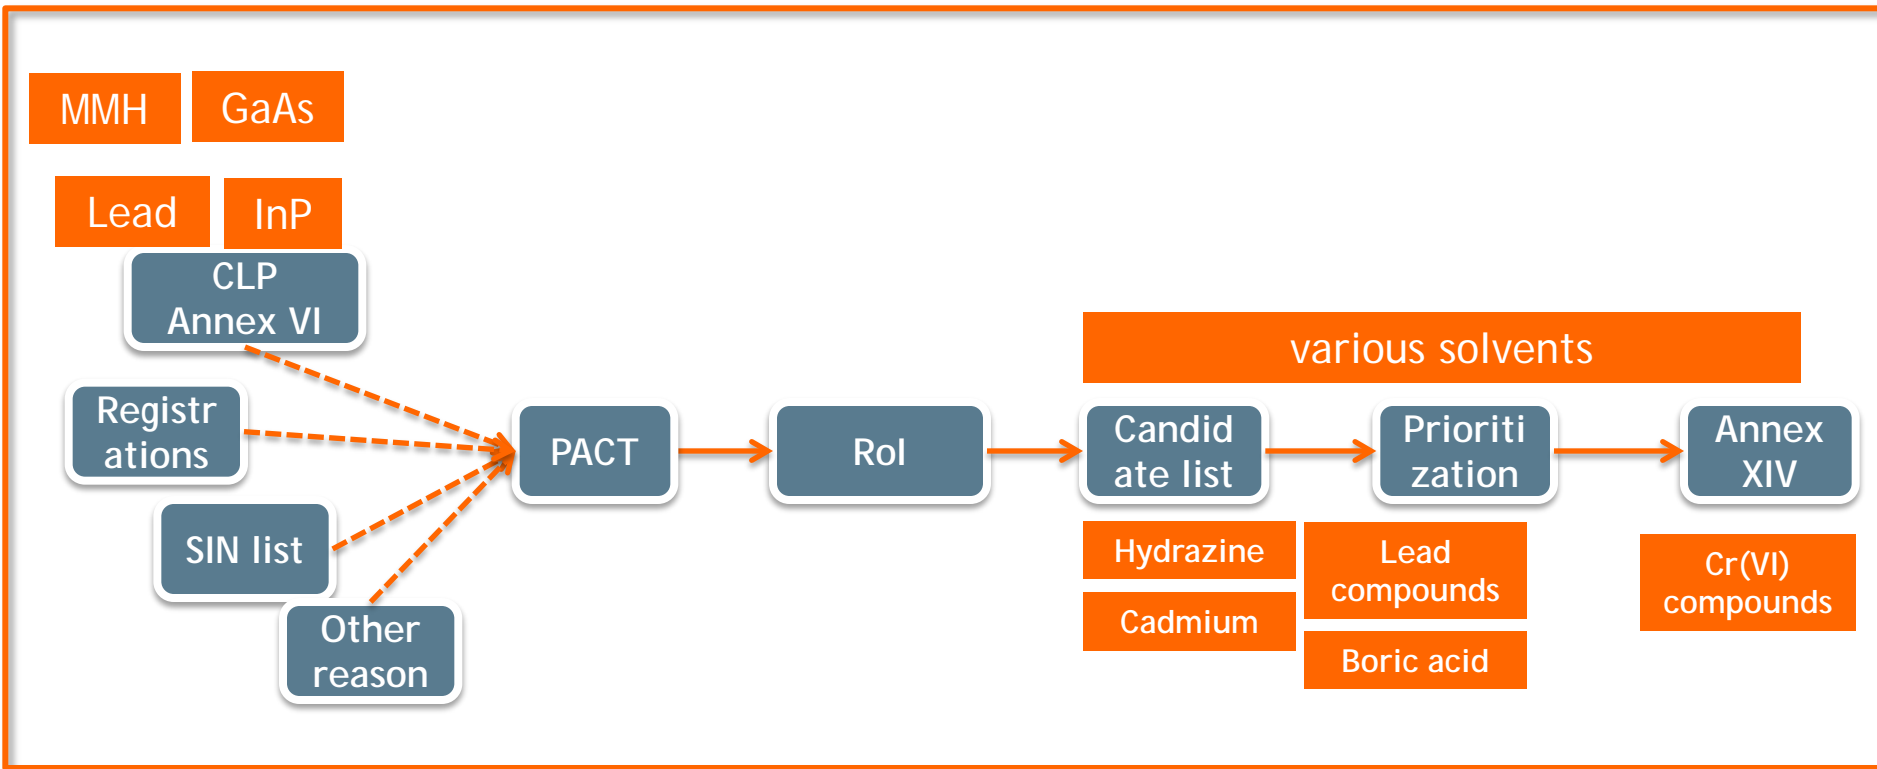 MMH
GaAs
Lead
InP
CLP
Annex VI
various solvents
Registr
ations
PACT
RoI
Candid
ate list
Prioriti
zation
Annex
XIV
SIN list
Hydrazine
Lead
compounds
Cr(VI)
compounds
Cadmium
Other
reason
Boric acid